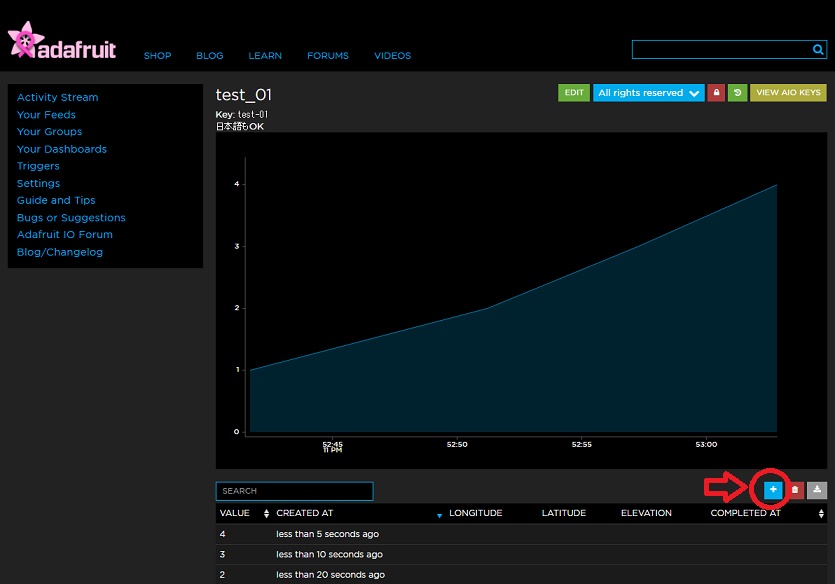 adafruit
SHOP BLOG LEARN FORUMS VIDEOS
Activity Stream
Your Feeds
Your Groups
Your Dashboards
Triggers
Settings
Guide and Tips
Bugs or Suggestions
Adafruit IO Forum
Blog/Changelog
test_01
EDIT All rights reserved VIEW AIO KEYS
Key: test-01
日本語もOK
4
3
2
1
0
52:45 52:50 52:55 53:00
11 PM
SEARCH
VALUE CREATED AT LONGITUDE LATITUDE ELEVATION COMPLETED AT
4 less than 5 seconds ago
3 less than 10 seconds ago
2 less than 20 seconds ago